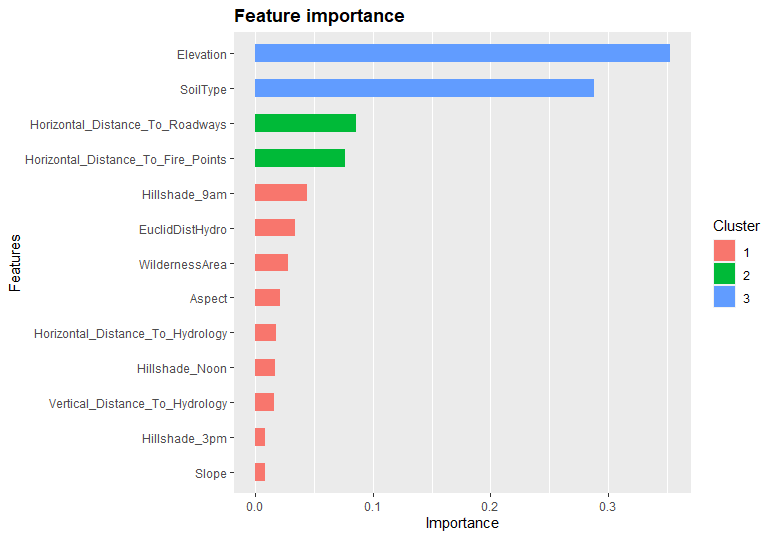 Feature importance
Elevation
SoilType
Horizontal_Distance_To_Roadways
Horizontal_Distance_To_Fire_Points
Hillshade_9am
EuclidDistHydro
WildernessArea
Aspect
Horizontal_Distance_To_Hydrology
Hillshade_Noon
Vertical_Distance_To_Hydrology
Hillshade_3pm
Slope
Features
0.0 0.1 0.2 0.3
Importance
Cluster
1
2
3